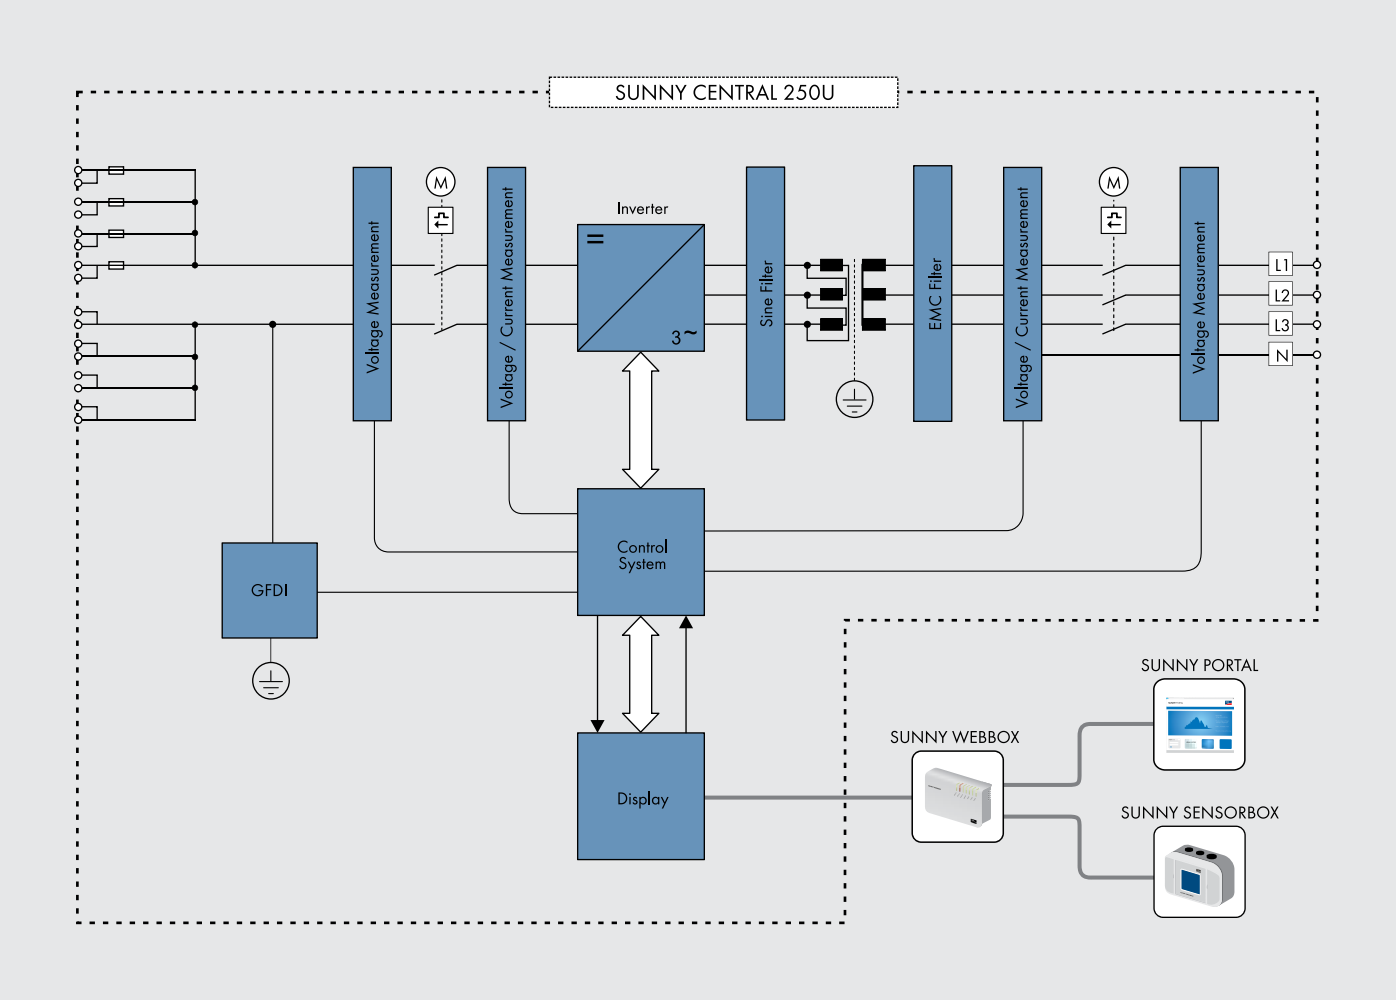 SUNNY CENTRAL 250U
M
M
Inverter
=
3~
Voltage Measurement
Voltage / Current Measurement
Sine Filter
EMC Filter
Voltage / Current Measurement
Voltage Measurement
L1
L2
L3
N
Control
System
GFDI
Display
SUNNY PORTAL
SUNNY WEBBOX
SUNNY SENSORBOX